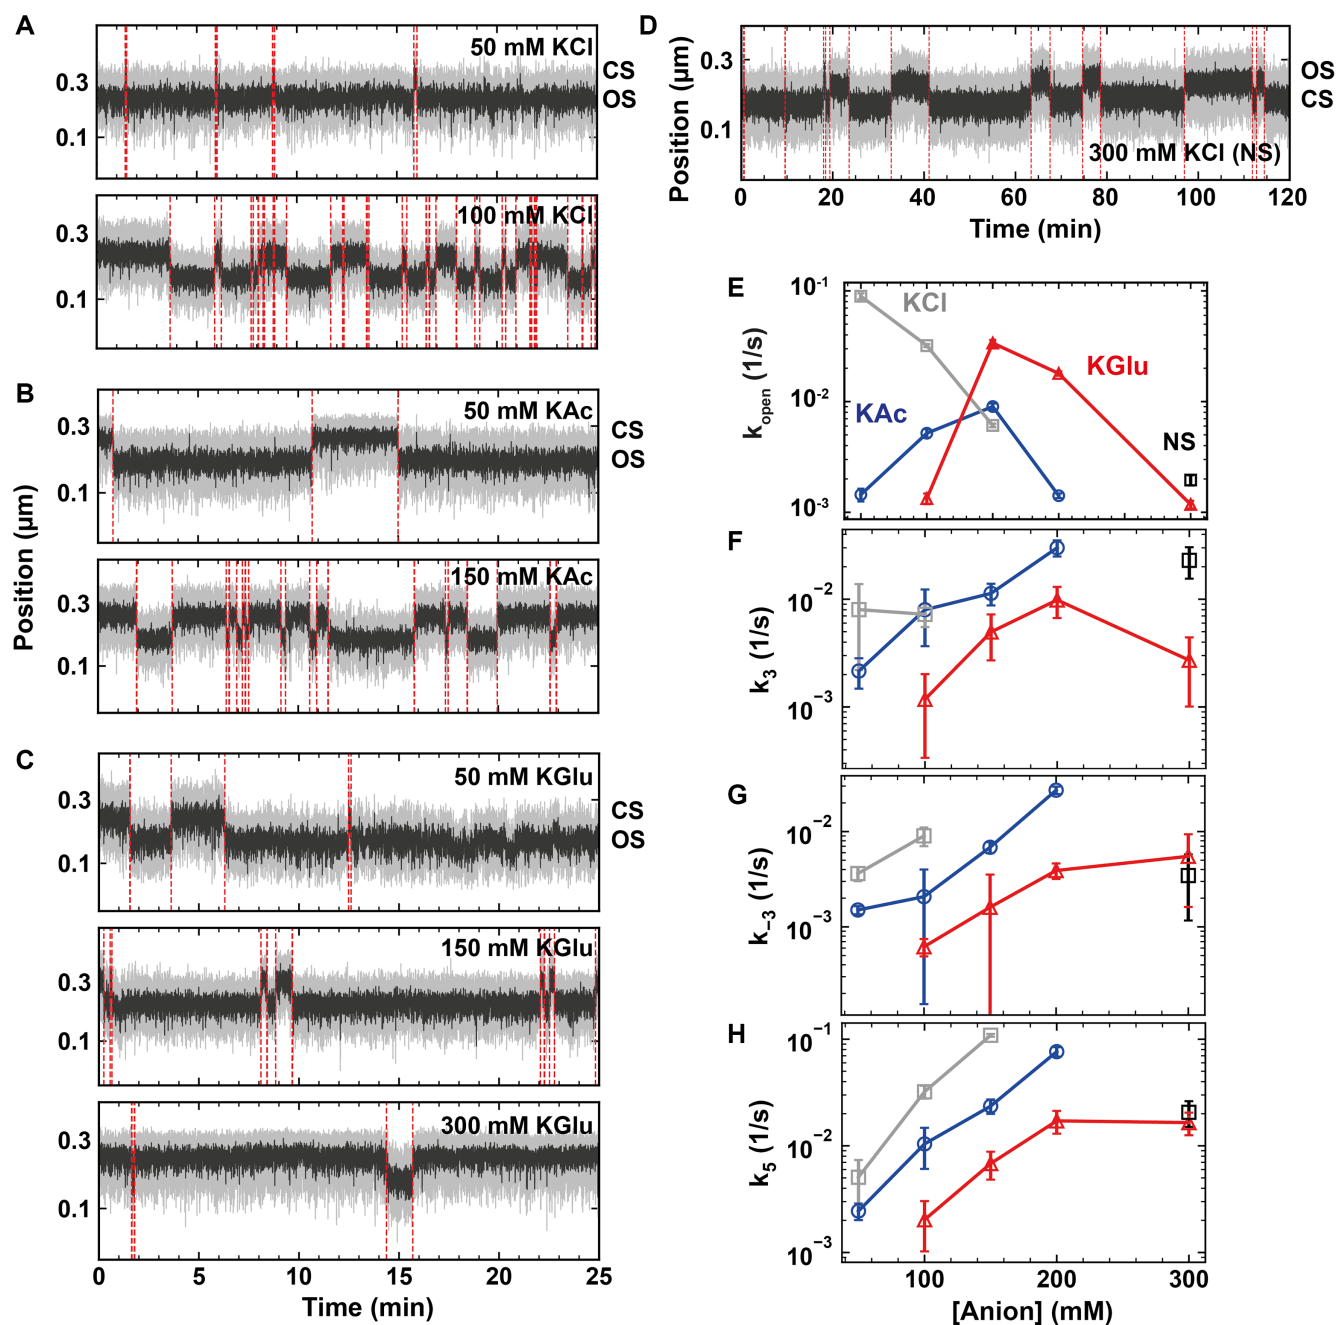 A
50 mM KCl
0.3
0.1
CS
OS
100 mM KCl
0.3
0.1
B
50 mM KAc
0.3
0.1
CS
OS
150 mM KAc
0.3
0.1
Position (µm)
C
50 mM KGlu
0.3
0.1
CS
OS
150 mM KGlu
0.3
0.1
300 mM KGlu
0.3
0.1
0 5 10 15 20 25
Time (min)
D
Position (µm)
0.3
0.1
OS
CS
300 mM KCl (NS)
0 20 40 60 80 100 120
Time (min)
E
k_open (1/s)
10⁻¹
10⁻²
10⁻³
KCl
KAc
KGlu
NS
F
k₃ (1/s)
10⁻²
10⁻³
G
k₋₃ (1/s)
10⁻²
10⁻³
H
k₅ (1/s)
10⁻¹
10⁻²
10⁻³
100 200 300
[Anion] (mM)